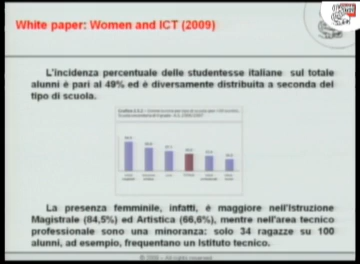 White paper: Women and ICT (2009)
L'incidenza percentuale delle studentesse italiane sul totale
alunni è pari al 49% ed è diversamente distribuita a seconda del
tipo di scuola.
La presenza femminile, infatti, è maggiore nell'Istruzione
Magistrale (84,5%) ed Artistica (66,6%), mentre nell'area tecnico
professionale sono una minoranza: solo 34 ragazze su 100
alunni, ad esempio, frequentano un Istituto tecnico.
All rights reserved